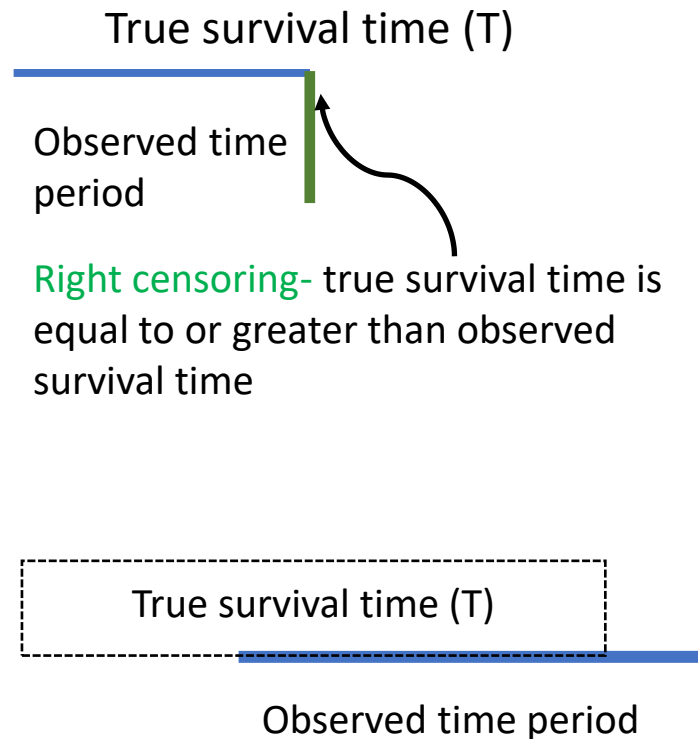 True survival time (T)
Observed time
period
Right censoring- true survival time is
equal to or greater than observed
survival time
True survival time (T)
Observed time period